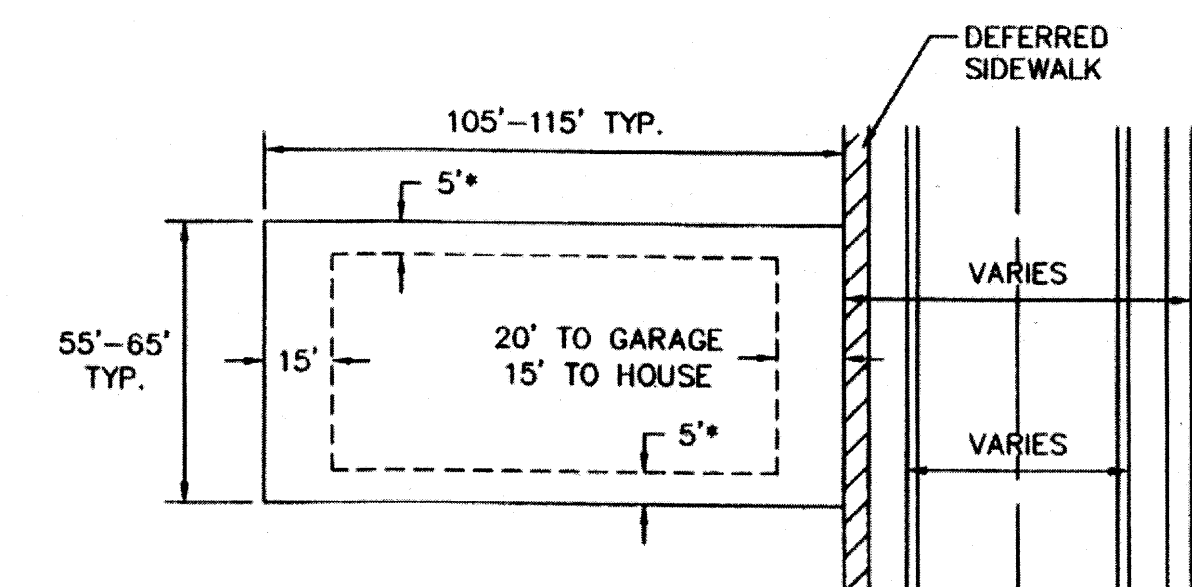 DEFERRED
SIDEWALK
105'-115' TYP.
5'*
VARIES
55'-65'
TYP.
15'
20' TO GARAGE
15' TO HOUSE
5'*
VARIES